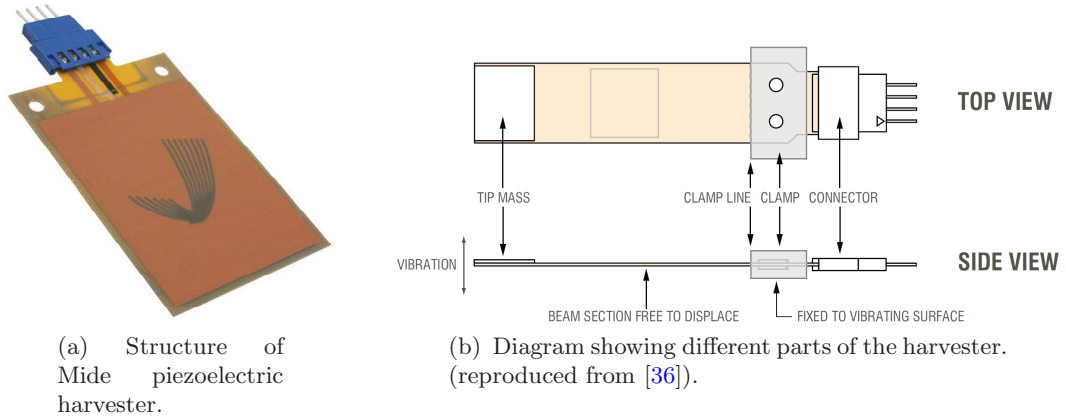 TOP VIEW
TIP MASS
CLAMP LINE
CLAMP
CONNECTOR
VIBRATION
SIDE VIEW
BEAM SECTION FREE TO DISPLACE
FIXED TO VIBRATING SURFACE
(a) Structure of
Mide piezoelectric
harvester.
(b) Diagram showing different parts of the harvester.
(reproduced from [36]).